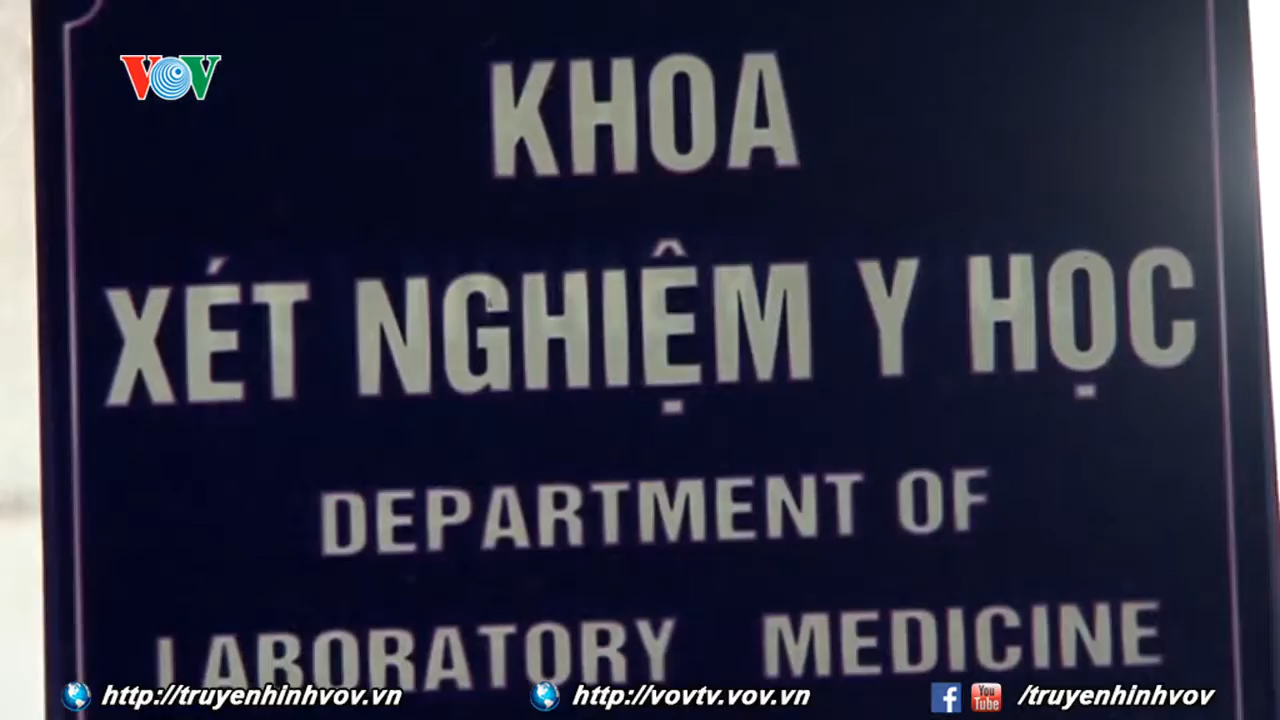 VOV
KHOA
XÉT NGHIỆM Y HỌC
DEPARTMENT OF
LABORATORY MEDICINE
http://truyenhinhvov.vn http://vovtv.vov.vn f You Tube /truyenhinhvov